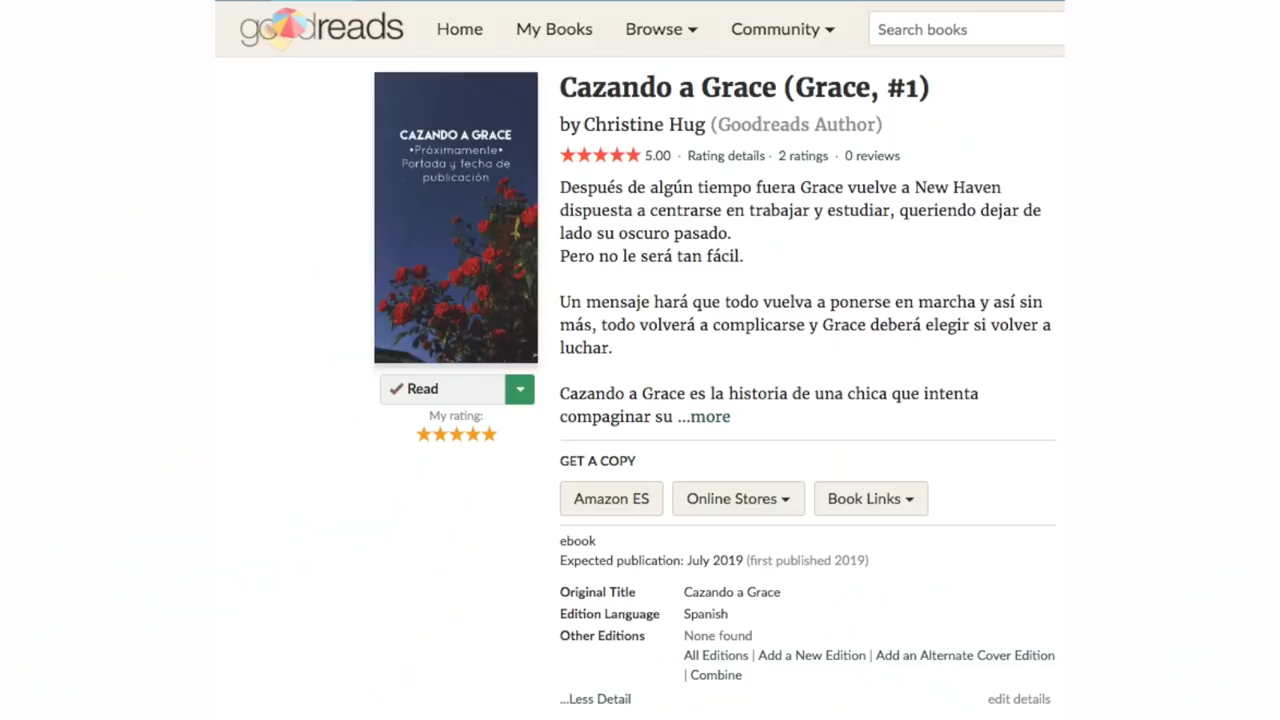 goodreads
Home
My Books
Browse
Community
Search books
CAZANDO A GRACE
•Próximamente•
Portada y fecha de
publicación
Read
My rating:
Cazando a Grace (Grace, #1)
by Christine Hug (Goodreads Author)
5.00 · Rating details · 2 ratings · 0 reviews
Después de algún tiempo fuera Grace vuelve a New Haven
dispuesta a centrarse en trabajar y estudiar, queriendo dejar de
lado su oscuro pasado.
Pero no le será tan fácil.
Un mensaje hará que todo vuelva a ponerse en marcha y así sin
más, todo volverá a complicarse y Grace deberá elegir si volver a
luchar.
Cazando a Grace es la historia de una chica que intenta
compaginar su ...more
GET A COPY
Amazon ES
Online Stores
Book Links
ebook
Expected publication: July 2019 (first published 2019)
Original Title Cazando a Grace
Edition Language Spanish
Other Editions None found
All Editions | Add a New Edition | Add an Alternate Cover Edition
| Combine
...Less Detail
edit details